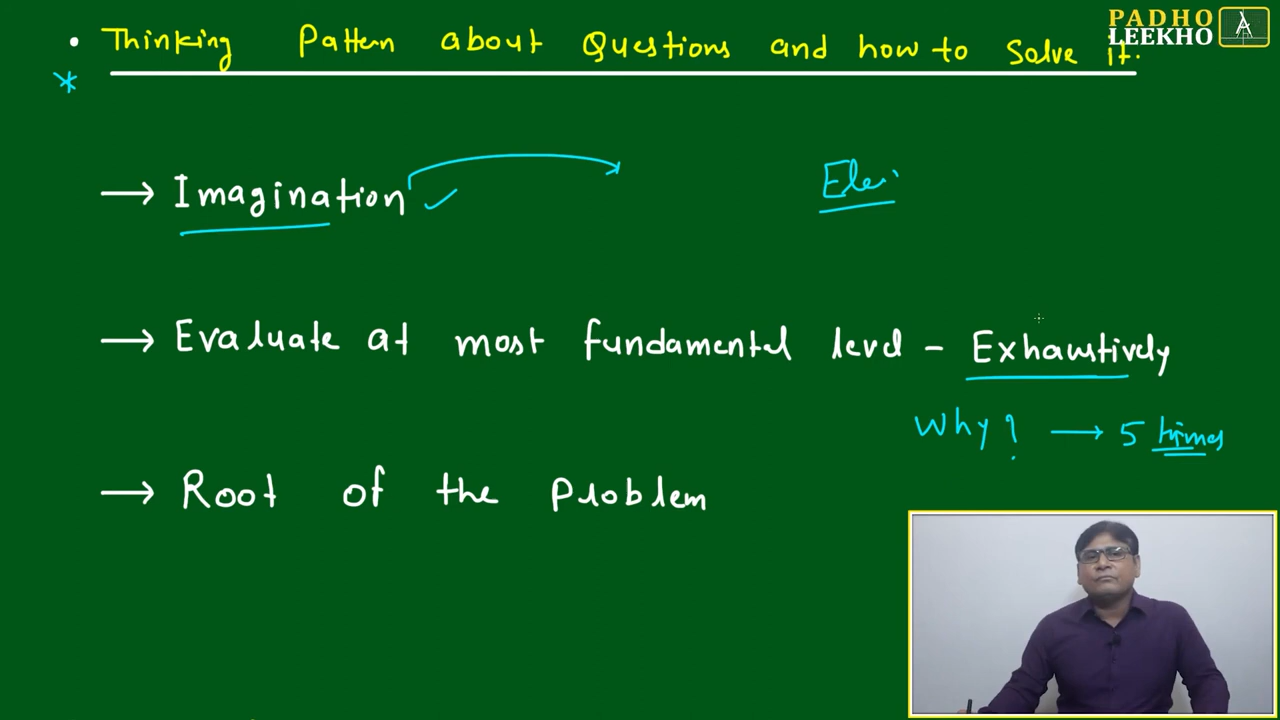 PADHO
LEEKHO
• Thinking Pattern about Questions and how to Solve it.
*
→ Imagination ✓
Ele.
→ Evaluate at most fundamental level - Exhaustively
Why? → 5 times
→ Root of the Problem